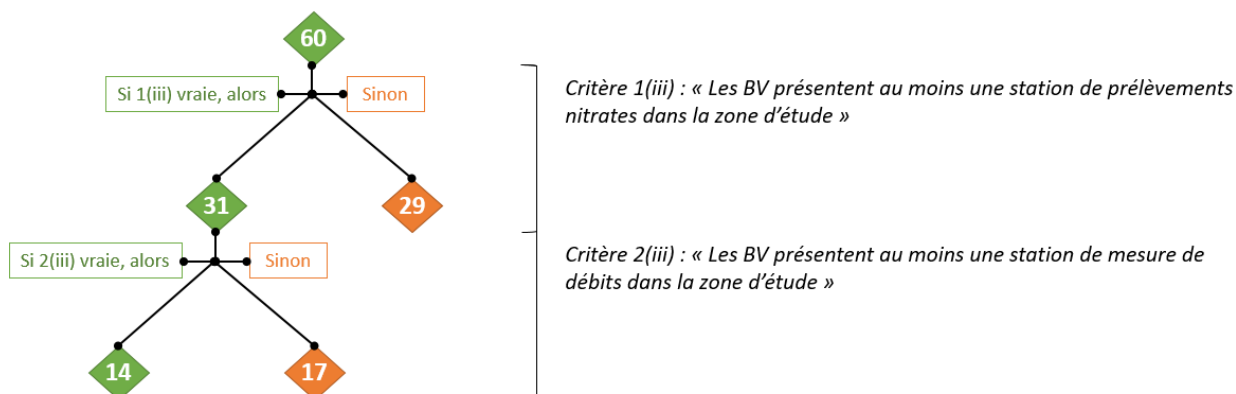 60
Si 1(iii) vraie, alors
Sinon
Critère 1(iii) : « Les BV présentent au moins une station de prélèvements
nitrates dans la zone d’étude »
31
29
Si 2(iii) vraie, alors
Sinon
Critère 2(iii) : « Les BV présentent au moins une station de mesure de
débits dans la zone d’étude »
14
17